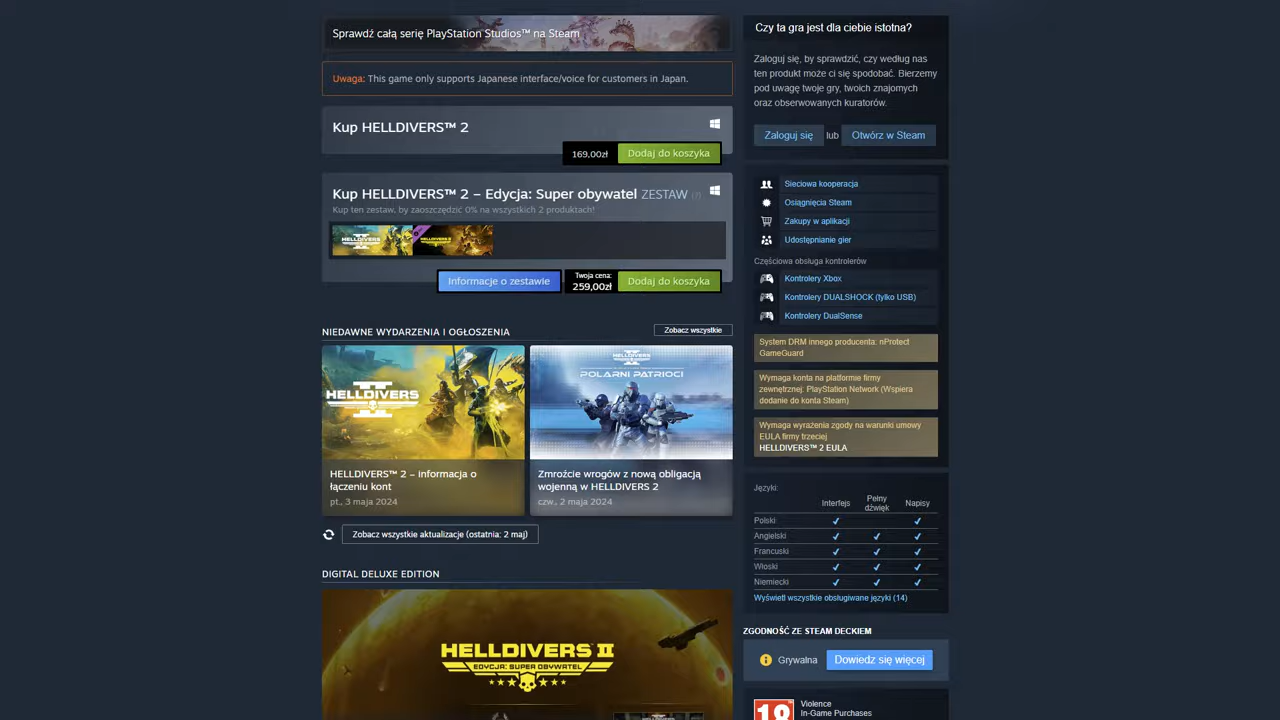 Sprawdź całą serię PlayStation Studios™ na Steam
Uwaga: This game only supports Japanese interface/voice for customers in Japan.
Kup HELLDIVERS™ 2
169,00zł
Dodaj do koszyka
Kup HELLDIVERS™ 2 – Edycja: Super obywatel ZESTAW (?)
Kup ten zestaw, by zaoszczędzić 0% na wszystkich 2 produktach!
Informacje o zestawie
Twoja cena:
259,00zł
Dodaj do koszyka
NIEDAWNE WYDARZENIA I OGŁOSZENIA
Zobacz wszystkie
HELLDIVERS
HELLDIVERS™ 2 – informacja o
łączeniu kont
pt., 3 maja 2024
HELLDIVERS
POLARNI PATRIOCI
Zmroźcie wrogów z nową obligacją
wojenną w HELLDIVERS 2
czw., 2 maja 2024
Zobacz wszystkie aktualizacje (ostatnia: 2 maj)
DIGITAL DELUXE EDITION
HELLDIVERS II
EDYCJA: SUPER OBYWATEL
Czy ta gra jest dla ciebie istotna?
Zaloguj się, by sprawdzić, czy według nas
ten produkt może ci się spodobać. Bierzemy
pod uwagę twoje gry, twoich znajomych
oraz obserwowanych kuratorów.
Zaloguj się lub Otwórz w Steam
Sieciowa kooperacja
Osiągnięcia Steam
Zakupy w aplikacji
Udostępnianie gier
Częściowa obsługa kontrolerów
Kontrolery Xbox
Kontrolery DUALSHOCK (tylko USB)
Kontrolery DualSense
System DRM innego producenta: nProtect
GameGuard
Wymaga konta na platformie firmy
zewnętrznej: PlayStation Network (Wspiera
dodanie do konta Steam)
Wymaga wyrażenia zgody na warunki umowy
EULA firmy trzeciej
HELLDIVERS™ 2 EULA
Języki:
Interfejs
Pełny
dźwięk
Napisy
Polski
Angielski
Francuski
Włoski
Niemiecki
Wyświetl wszystkie obsługiwane języki (14)
ZGODNOŚĆ ZE STEAM DECKIEM
Grywalna
Dowiedz się więcej
18
Violence
In-Game Purchases